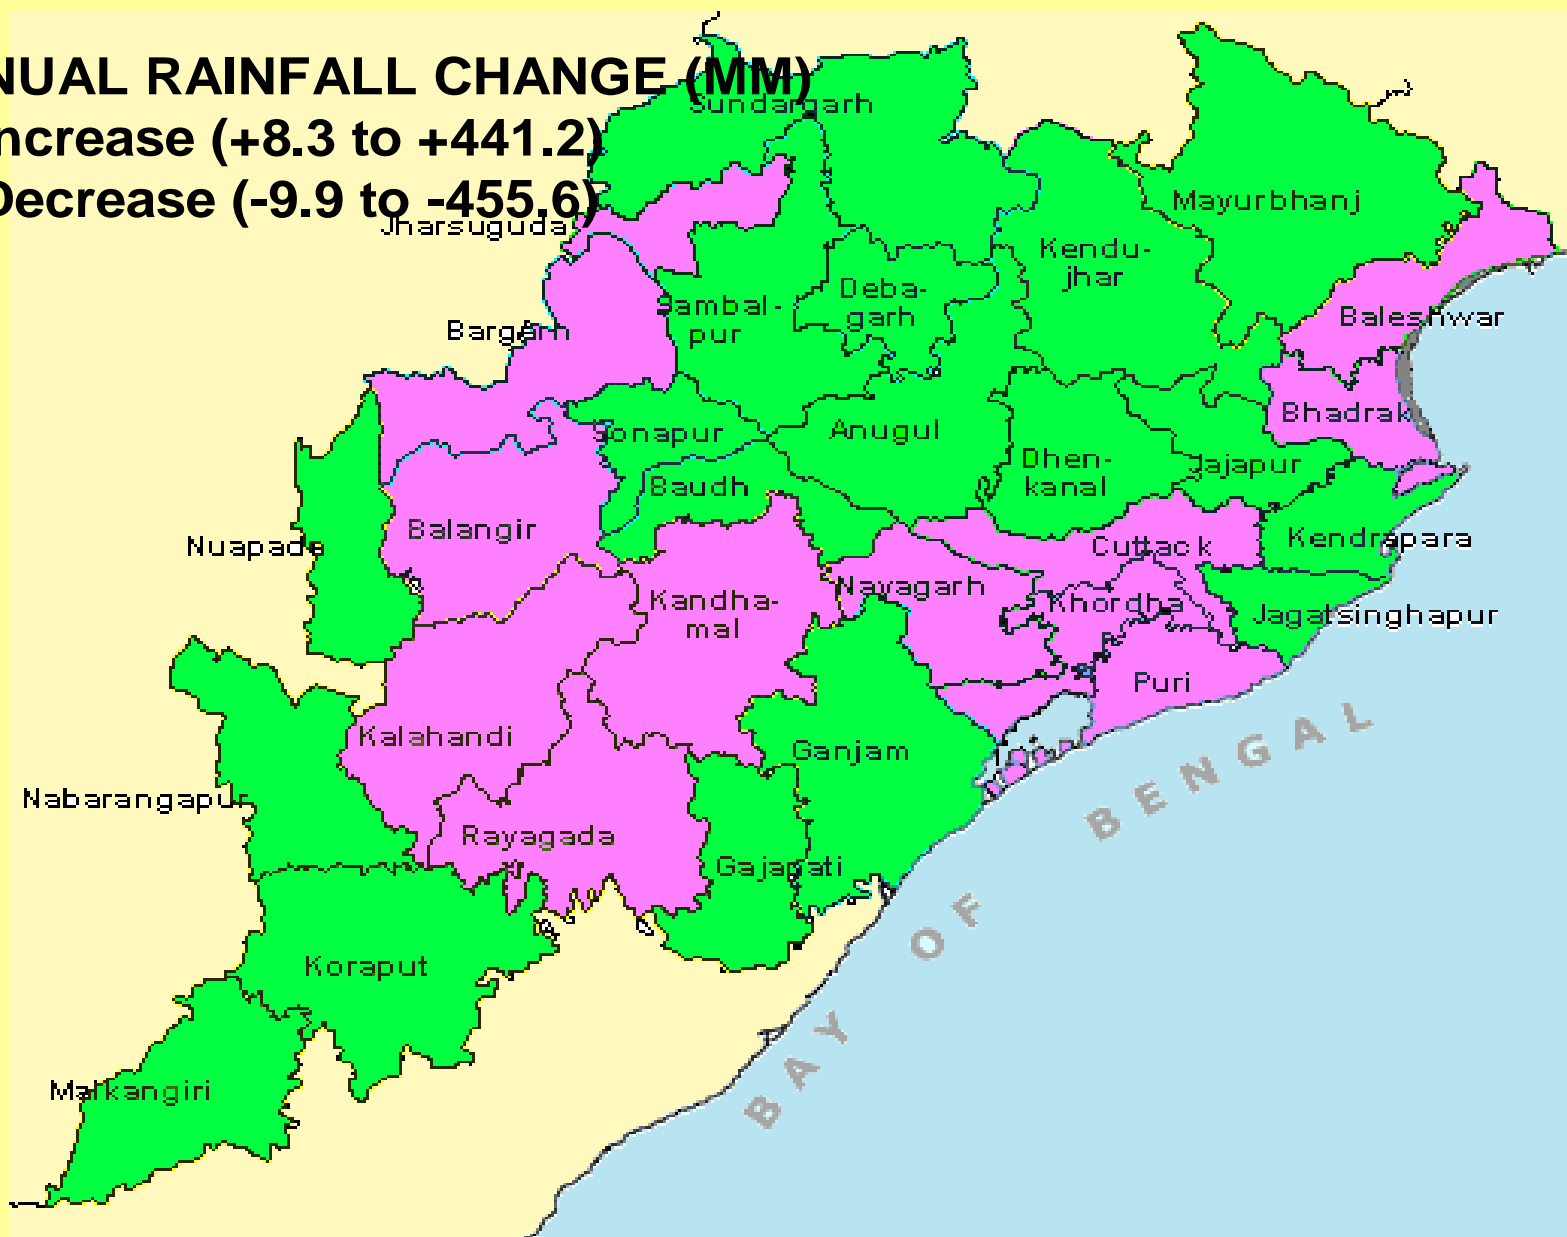 NUAL RAINFALL CHANGE (MM)
ncrease (+8.3 to +441.2)
Decrease (-9.9 to -455.6)
Sundargarh
Jharsuguda
Mayurbhanj
Kendu-
jhar
Deba-
garh
Sambal-
pur
Baleshwar
Bargarh
Bhadrak
Sonapur
Anugul
Dhen-
kanal
Jajapur
Baudh
Balangir
Nuapada
Cuttack
Kendrapara
Nayagarh
Khordha
Kandha-
mal
Jagatsinghapur
Puri
Kalahandi
Ganjam
Nabarangapur
Rayagada
Gajapati
Koraput
Malkangiri
BAY OF BENGAL